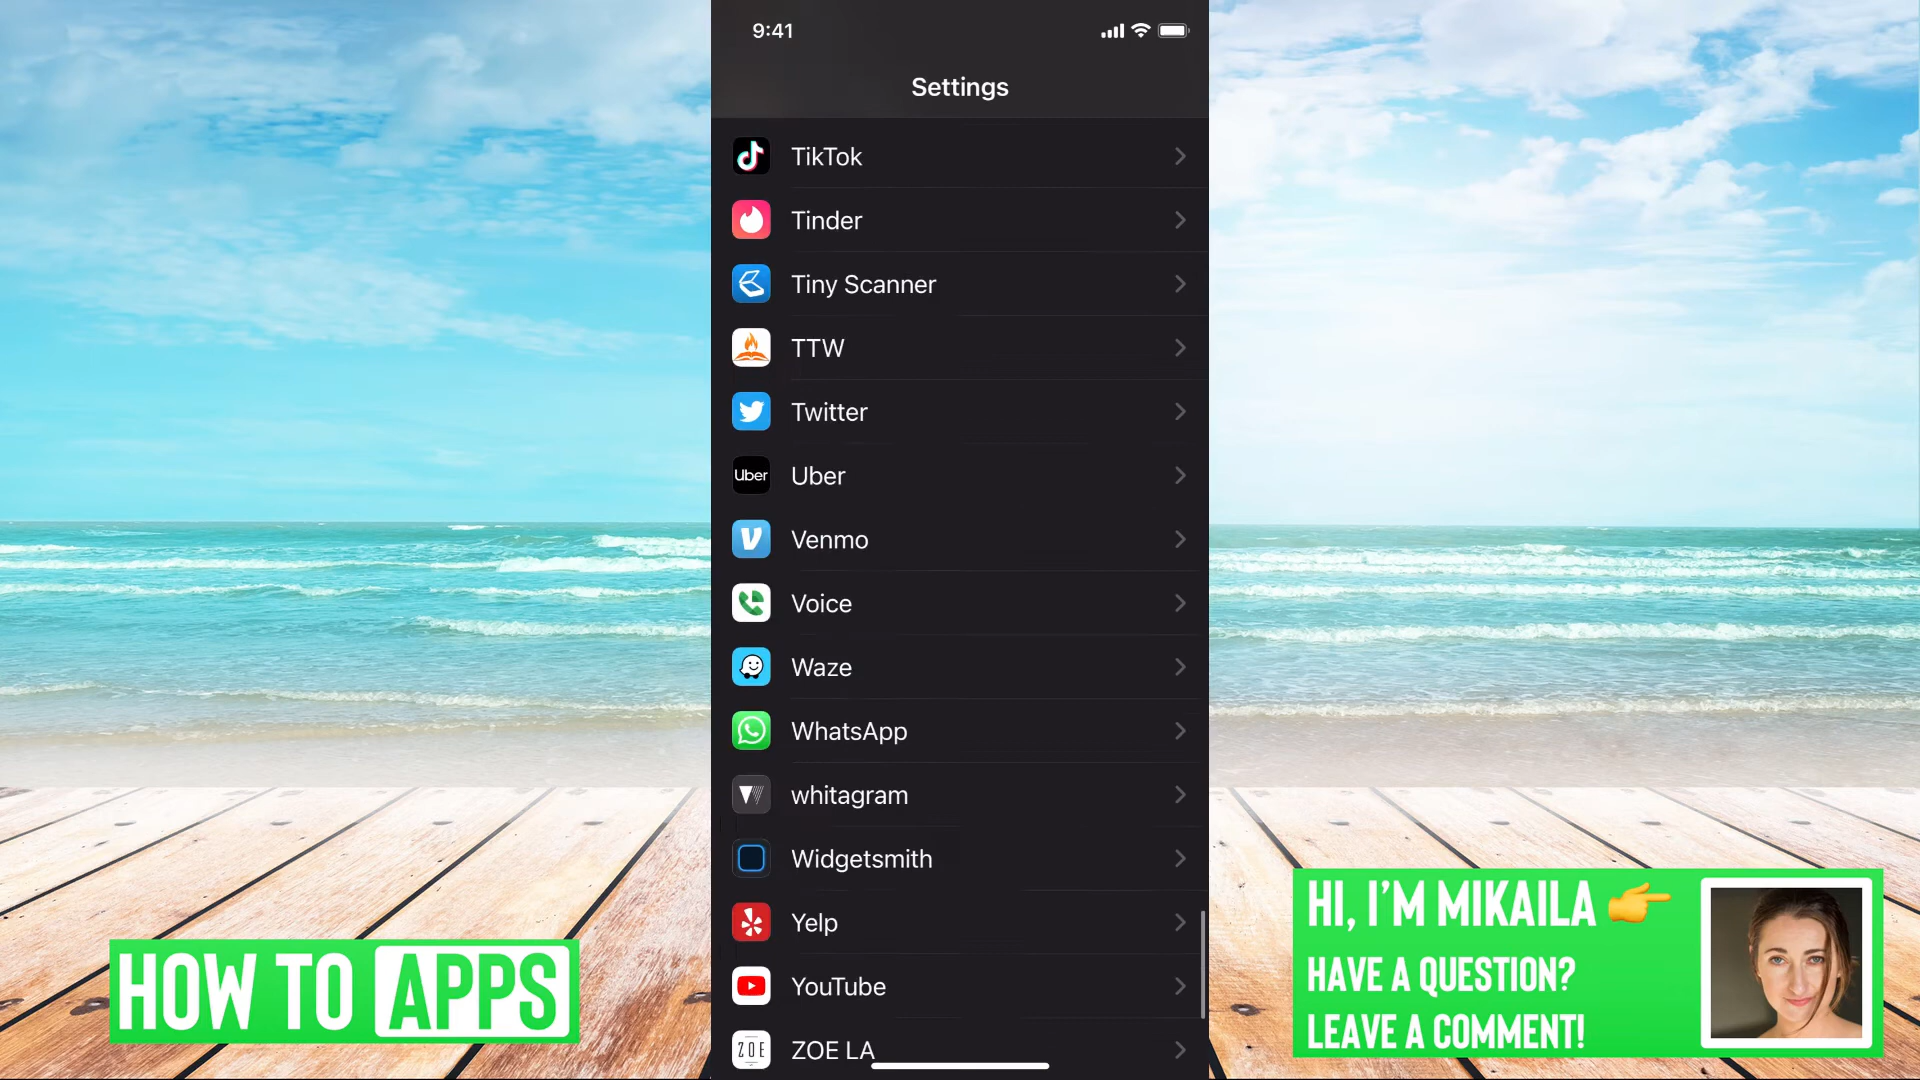 9:41
Settings
TikTok
Tinder
Tiny Scanner
TTW
Twitter
Uber
Uber
Venmo
Voice
Waze
WhatsApp
whitagram
Widgetsmith
Yelp
YouTube
ZOE
ZOE LA
HOW TO APPS
HI, I'M MIKAILA
HAVE A QUESTION?
LEAVE A COMMENT!